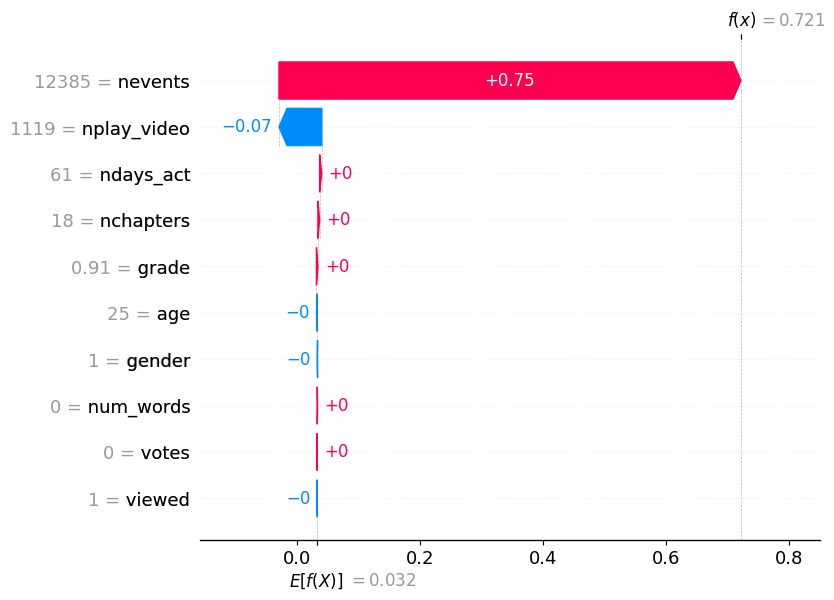 f(x) = 0.721
12385 = nevents
+0.75
1119 = nplay_video
−0.07
61 = ndays_act
+0
18 = nchapters
+0
0.91 = grade
+0
25 = age
−0
1 = gender
−0
0 = num_words
+0
0 = votes
+0
1 = viewed
−0
0.0 0.2 0.4 0.6 0.8
E[f(X)] = 0.032